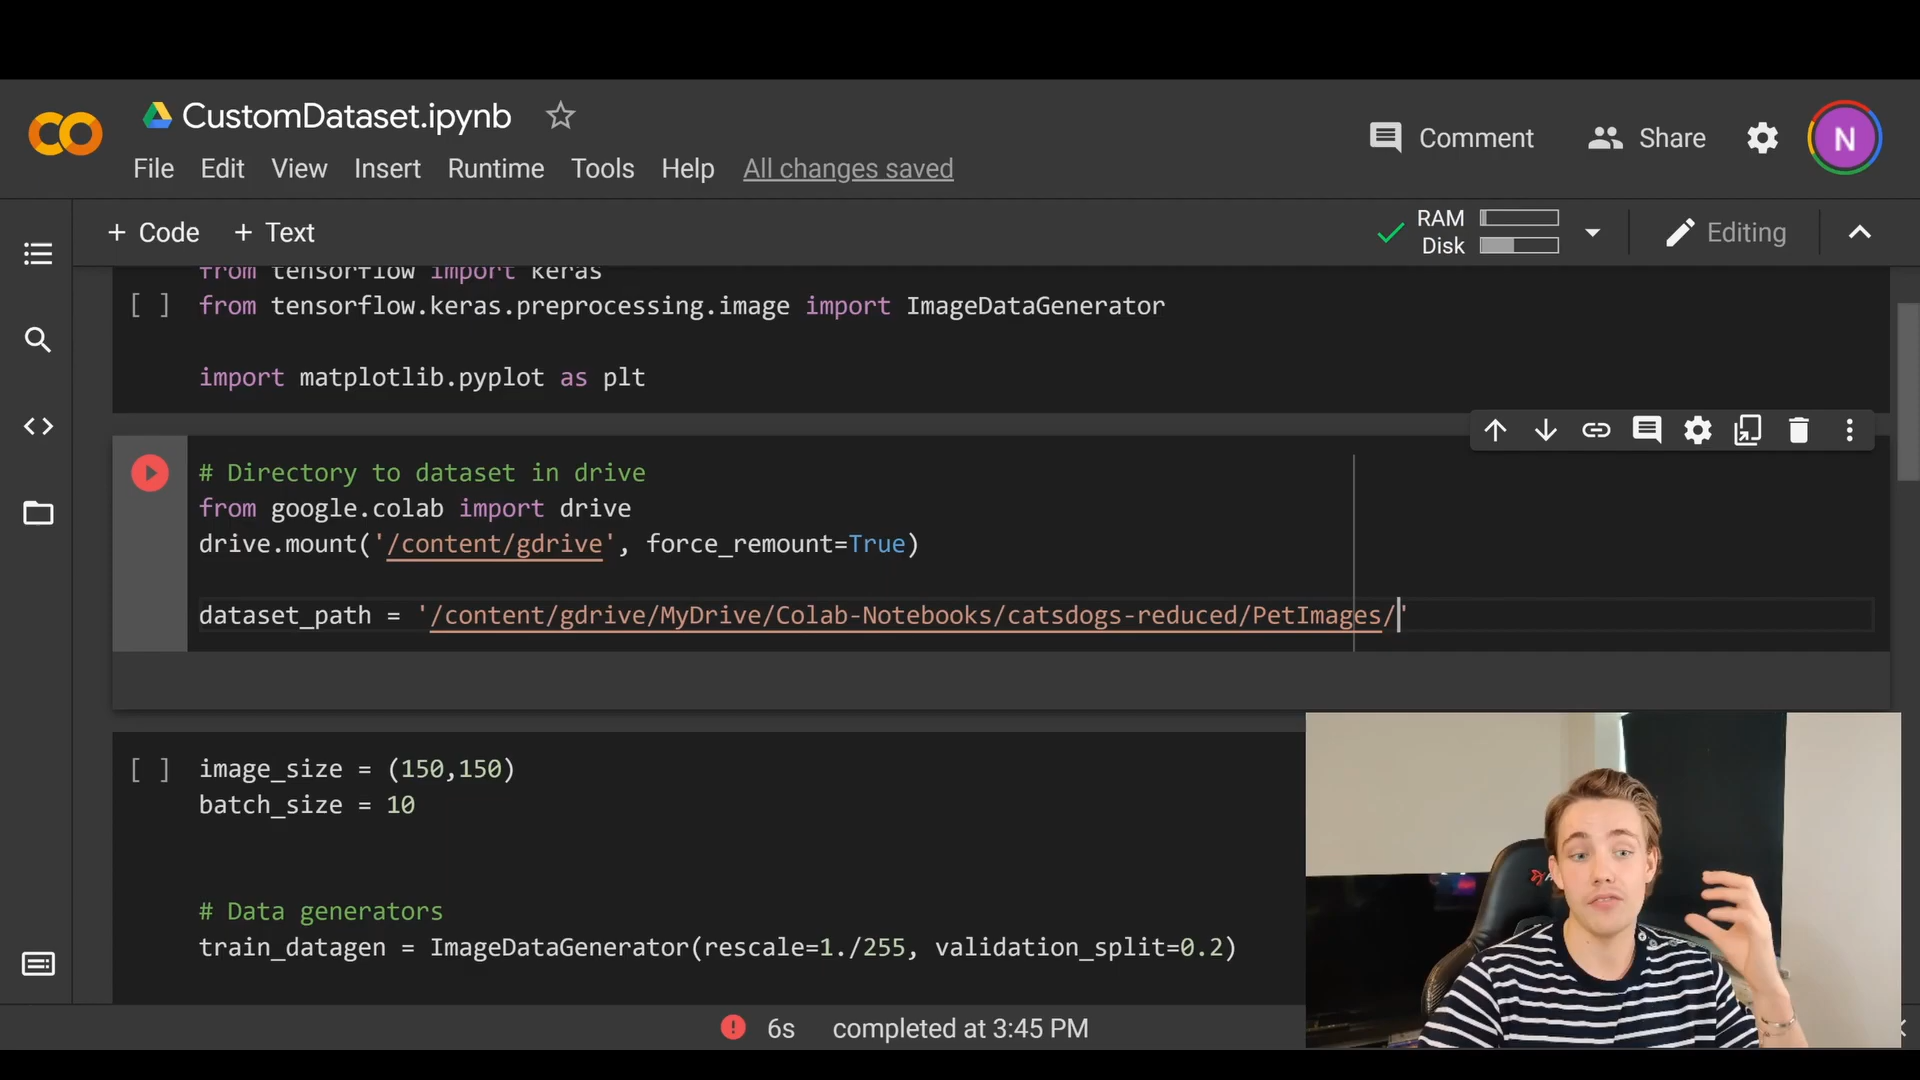 CustomDataset.ipynb
File Edit View Insert Runtime Tools Help All changes saved
Comment Share N
+ Code + Text
RAM
Disk
Editing
from tensorflow import keras
[ ] from tensorflow.keras.preprocessing.image import ImageDataGenerator
import matplotlib.pyplot as plt
# Directory to dataset in drive
from google.colab import drive
drive.mount('/content/gdrive', force_remount=True)
dataset_path = '/content/gdrive/MyDrive/Colab-Notebooks/catsdogs-reduced/PetImages/'
[ ] image_size = (150,150)
batch_size = 10
# Data generators
train_datagen = ImageDataGenerator(rescale=1./255, validation_split=0.2)
6s completed at 3:45 PM